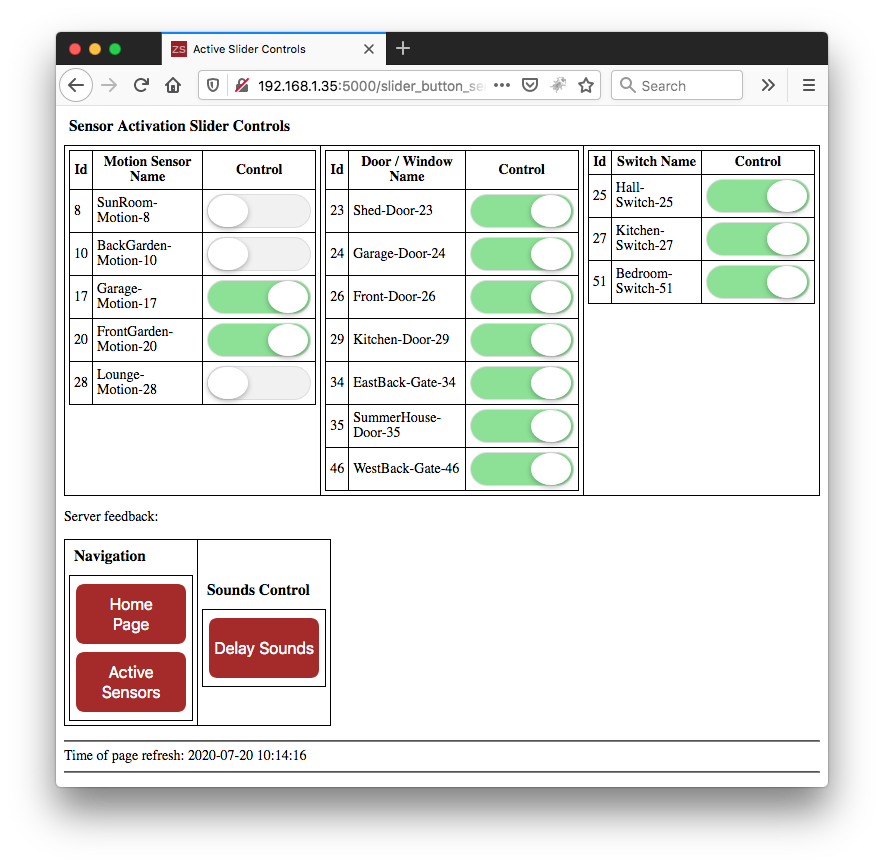 ZS Active Slider Controls
192.168.1.35:5000/slider_button_se
Search
Sensor Activation Slider Controls
Id
Motion Sensor
Name
Control
8
SunRoom-
Motion-8
10
BackGarden-
Motion-10
17
Garage-
Motion-17
20
FrontGarden-
Motion-20
28
Lounge-
Motion-28
Id
Door / Window
Name
Control
23 Shed-Door-23
24 Garage-Door-24
26 Front-Door-26
29 Kitchen-Door-29
34 EastBack-Gate-34
35
SummerHouse-
Door-35
46 WestBack-Gate-46
Id Switch Name Control
25
Hall-
Switch-25
27
Kitchen-
Switch-27
51
Bedroom-
Switch-51
Server feedback:
Navigation
Home
Page
Active
Sensors
Sounds Control
Delay Sounds
Time of page refresh: 2020-07-20 10:14:16